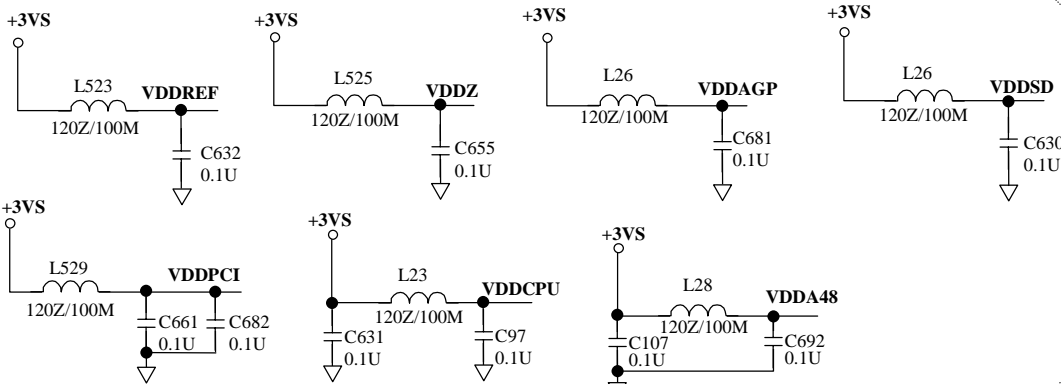 +3VS
L523
VDDREF
120Z/100M
C632
0.1U
+3VS
L525
VDDZ
120Z/100M
C655
0.1U
+3VS
L26
VDDAGP
120Z/100M
C681
0.1U
+3VS
L26
VDDSD
120Z/100M
C630
0.1U
+3VS
L529
VDDPCI
120Z/100M
C661
0.1U
C682
0.1U
+3VS
L23
VDDCPU
120Z/100M
C631
0.1U
C97
0.1U
+3VS
L28
VDDA48
120Z/100M
C107
0.1U
C692
0.1U